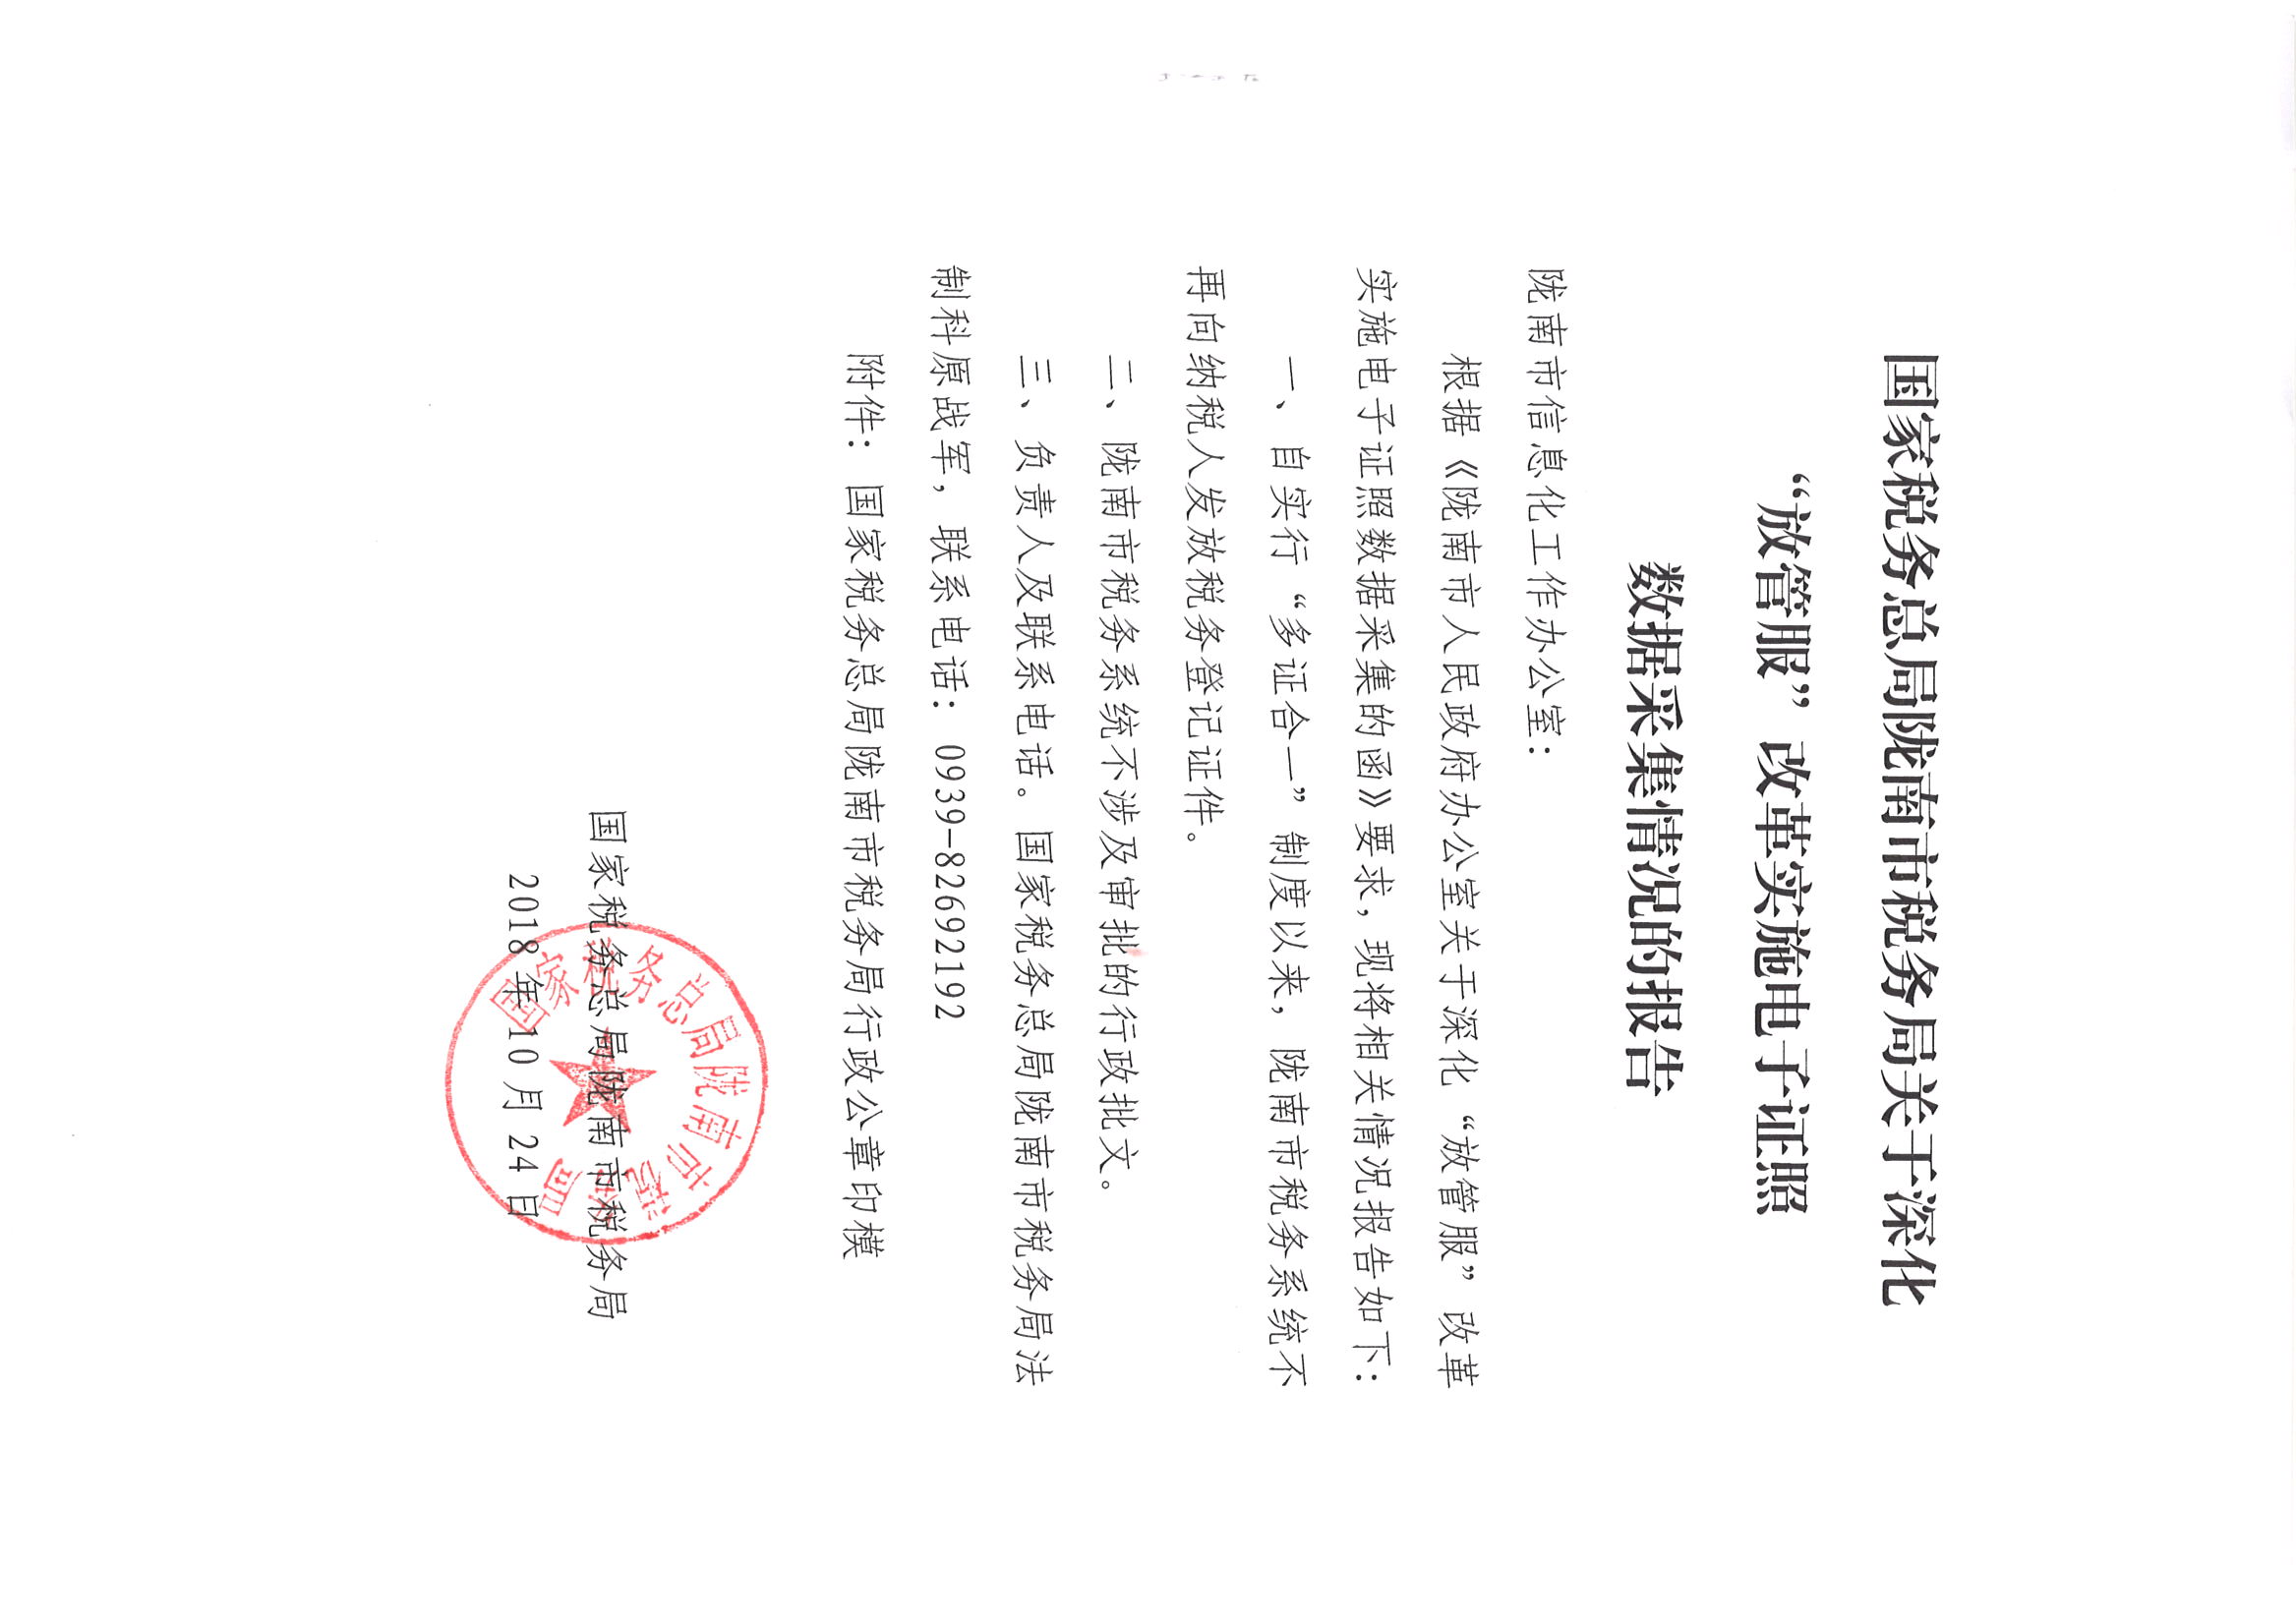 国家税务总局陇南市税务局关于深化
“放管服”改革实施电子证照
数据采集情况的报告
陇南市信息化工作办公室：
根据《陇南市人民政府办公室关于深化“放管服”改革
实施电子证照数据采集的函》要求，现将相关情况报告如下：
一、自实行“多证合一”制度以来，陇南市税务系统不
再向纳税人发放税务登记证件。
二、陇南市税务系统不涉及审批的行政批文。
三、负责人及联系电话。国家税务总局陇南市税务局法
制科原战军，联系电话：0939-82692192
附件：国家税务总局陇南市税务局行政公章印模
国家税务总局陇南市税务局
国家税务总局陇南市税务局
2018年10月24日